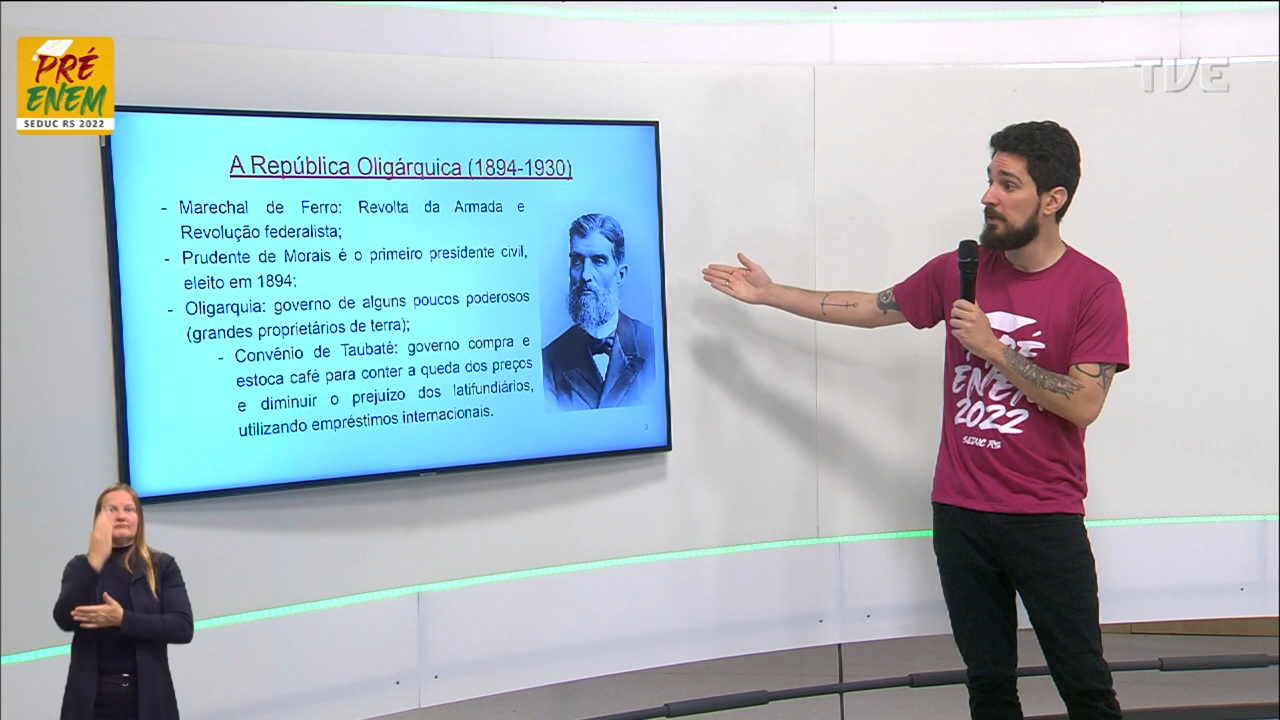 PRÉ
ENEM
SEDUC RS 2022
TVE
A República Oligárquica (1894-1930)
- Marechal de Ferro: Revolta da Armada e
Revolução federalista;
- Prudente de Morais é o primeiro presidente civil,
eleito em 1894;
- Oligarquia: governo de alguns poucos poderosos
(grandes proprietários de terra);
- Convênio de Taubaté: governo compra e
estoca café para conter a queda dos preços
e diminuir o prejuizo dos latifundiários,
utilizando empréstimos internacionais.
3
PRÉ
ENEM
2022
SEDUC RS